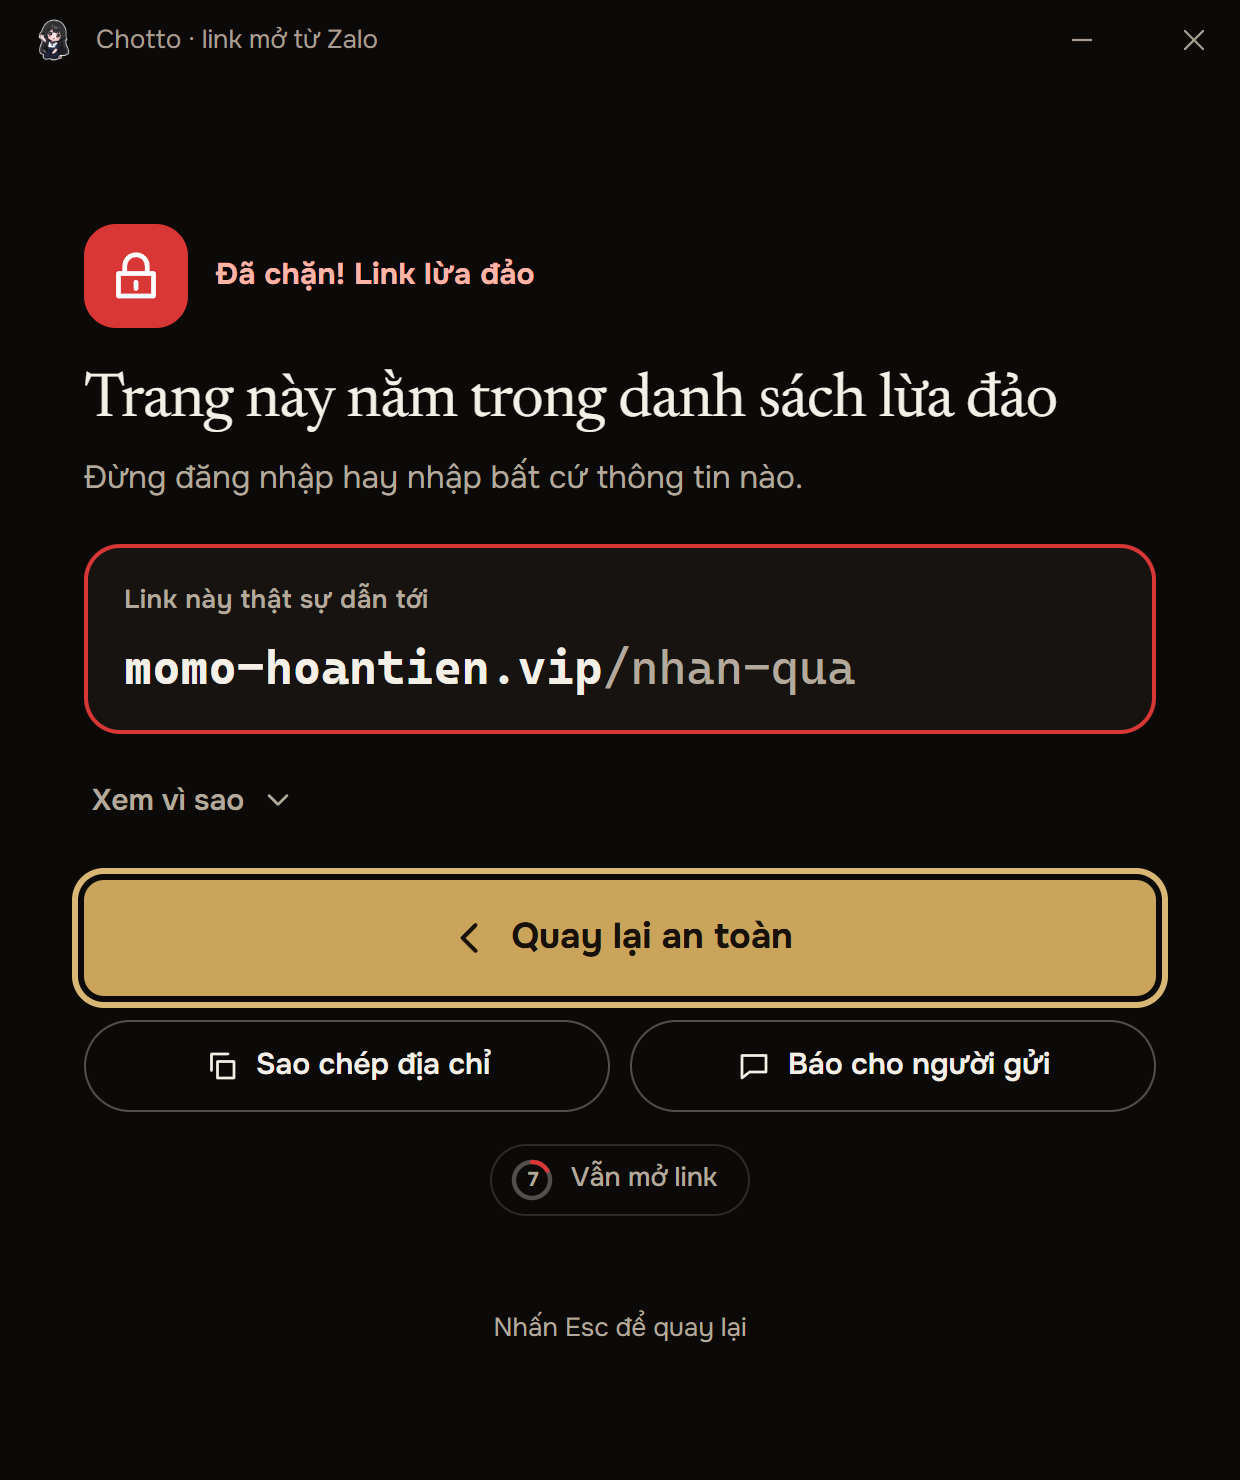 Chotto · link mở từ Zalo
Đã chặn! Link lừa đảo
Trang này nằm trong danh sách lừa đảo
Đừng đăng nhập hay nhập bất cứ thông tin nào.
Link này thật sự dẫn tới
momo-hoantien.vip/nhan-qua
Xem vì sao
Quay lại an toàn
Sao chép địa chỉ
Báo cho người gửi
7 Vẫn mở link
Nhấn Esc để quay lại